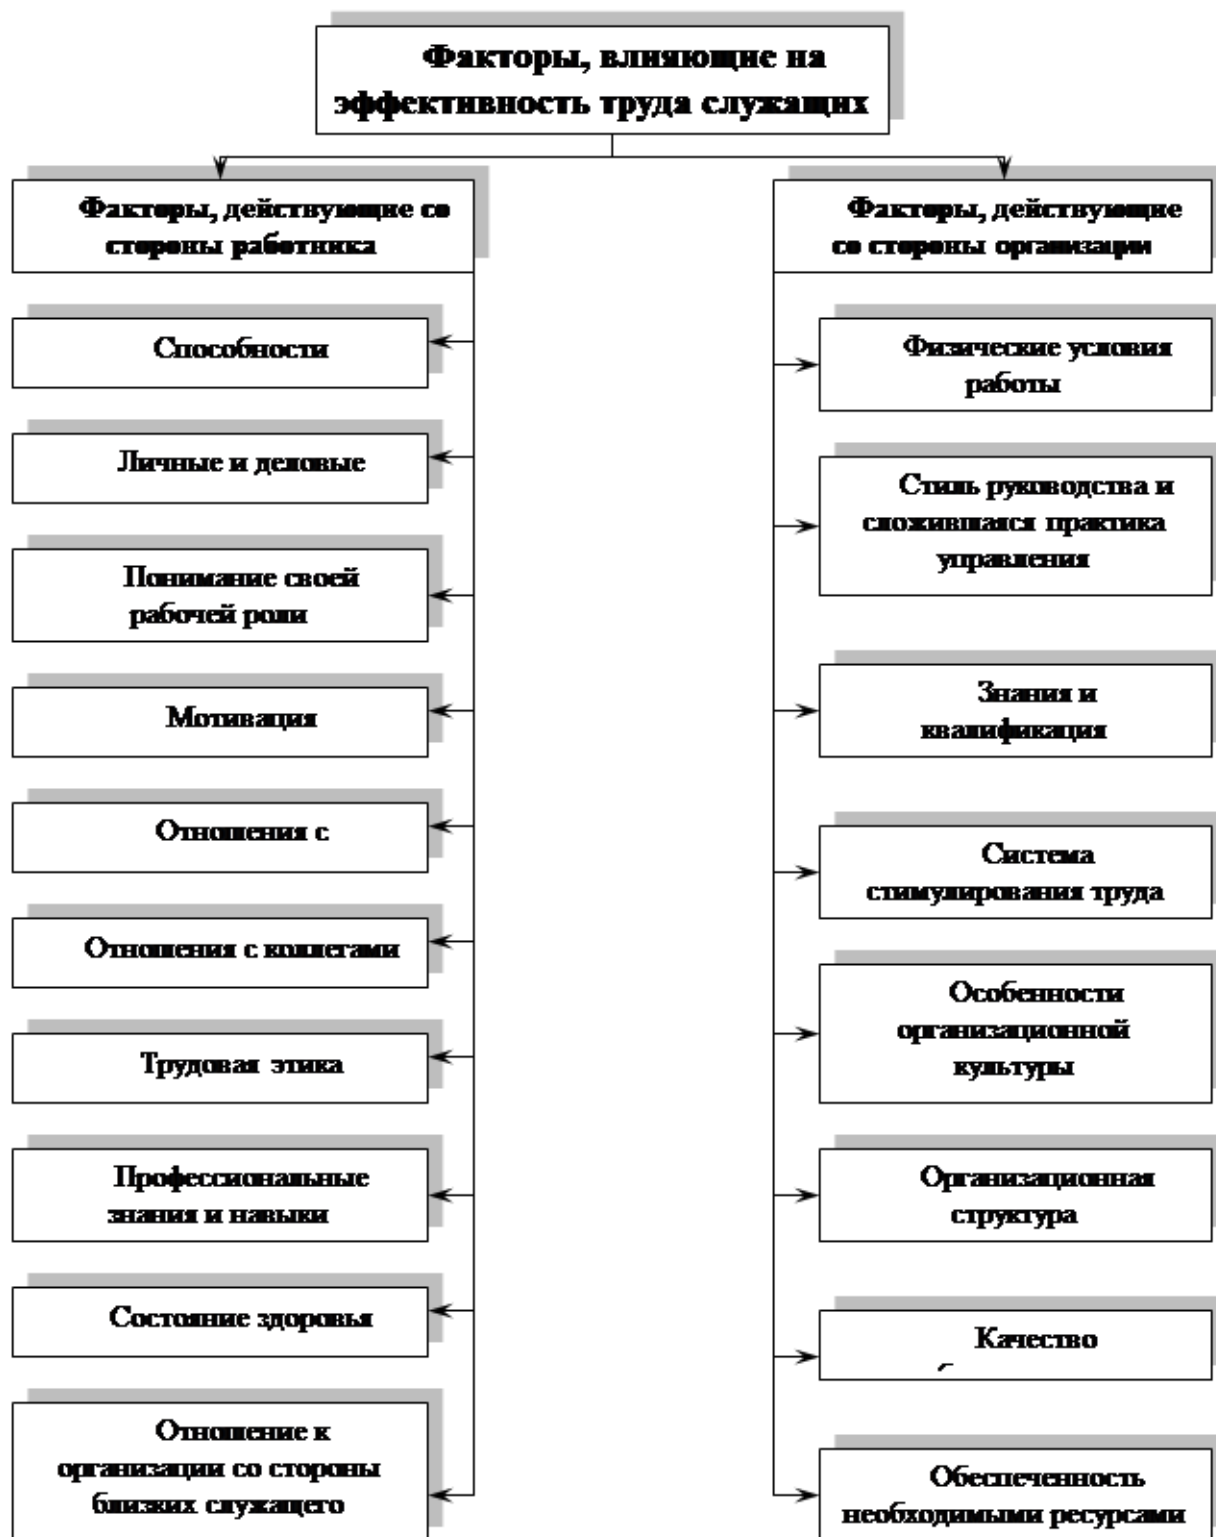 Факторы, влияющие на
эффективность труда служащих
Факторы, действующие со
стороны работника
Способности
Личные и деловые
Понимание своей
рабочей роли
Мотивация
Отношения с
Отношения с коллегами
Трудовая этика
Профессиональные
знания и навыки
Состояние здоровья
Отношение к
организации со стороны
близких служащего
Факторы, действующие
со стороны организации
Физические условия
работы
Стиль руководства и
сложившаяся практика
управления
Знания и
квалификация
Система
стимулирования труда
Особенности
организационной
культуры
Организационная
структура
Качество
Обеспеченность
необходимыми ресурсами